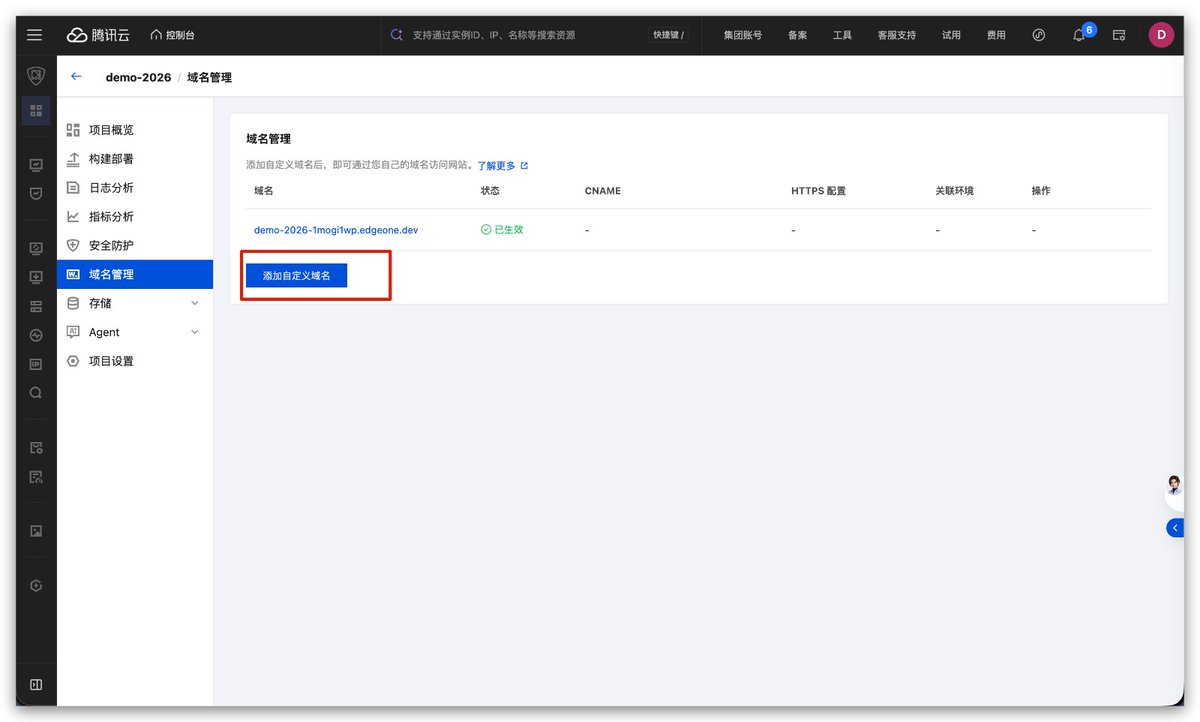 腾讯云
控制台
支持通过实例ID、IP、名称等搜索资源
快捷键 /
集团账号
备案
工具
客服支持
试用
费用
6
D
demo-2026 / 域名管理
项目概览
构建部署
日志分析
指标分析
安全防护
域名管理
存储
Agent
项目设置
域名管理
添加自定义域名后，即可通过您自己的域名访问网站。了解更多
域名 状态 CNAME HTTPS 配置 关联环境 操作
demo-2026-1mogi1wp.edgeone.dev 已生效 - - - -
添加自定义域名